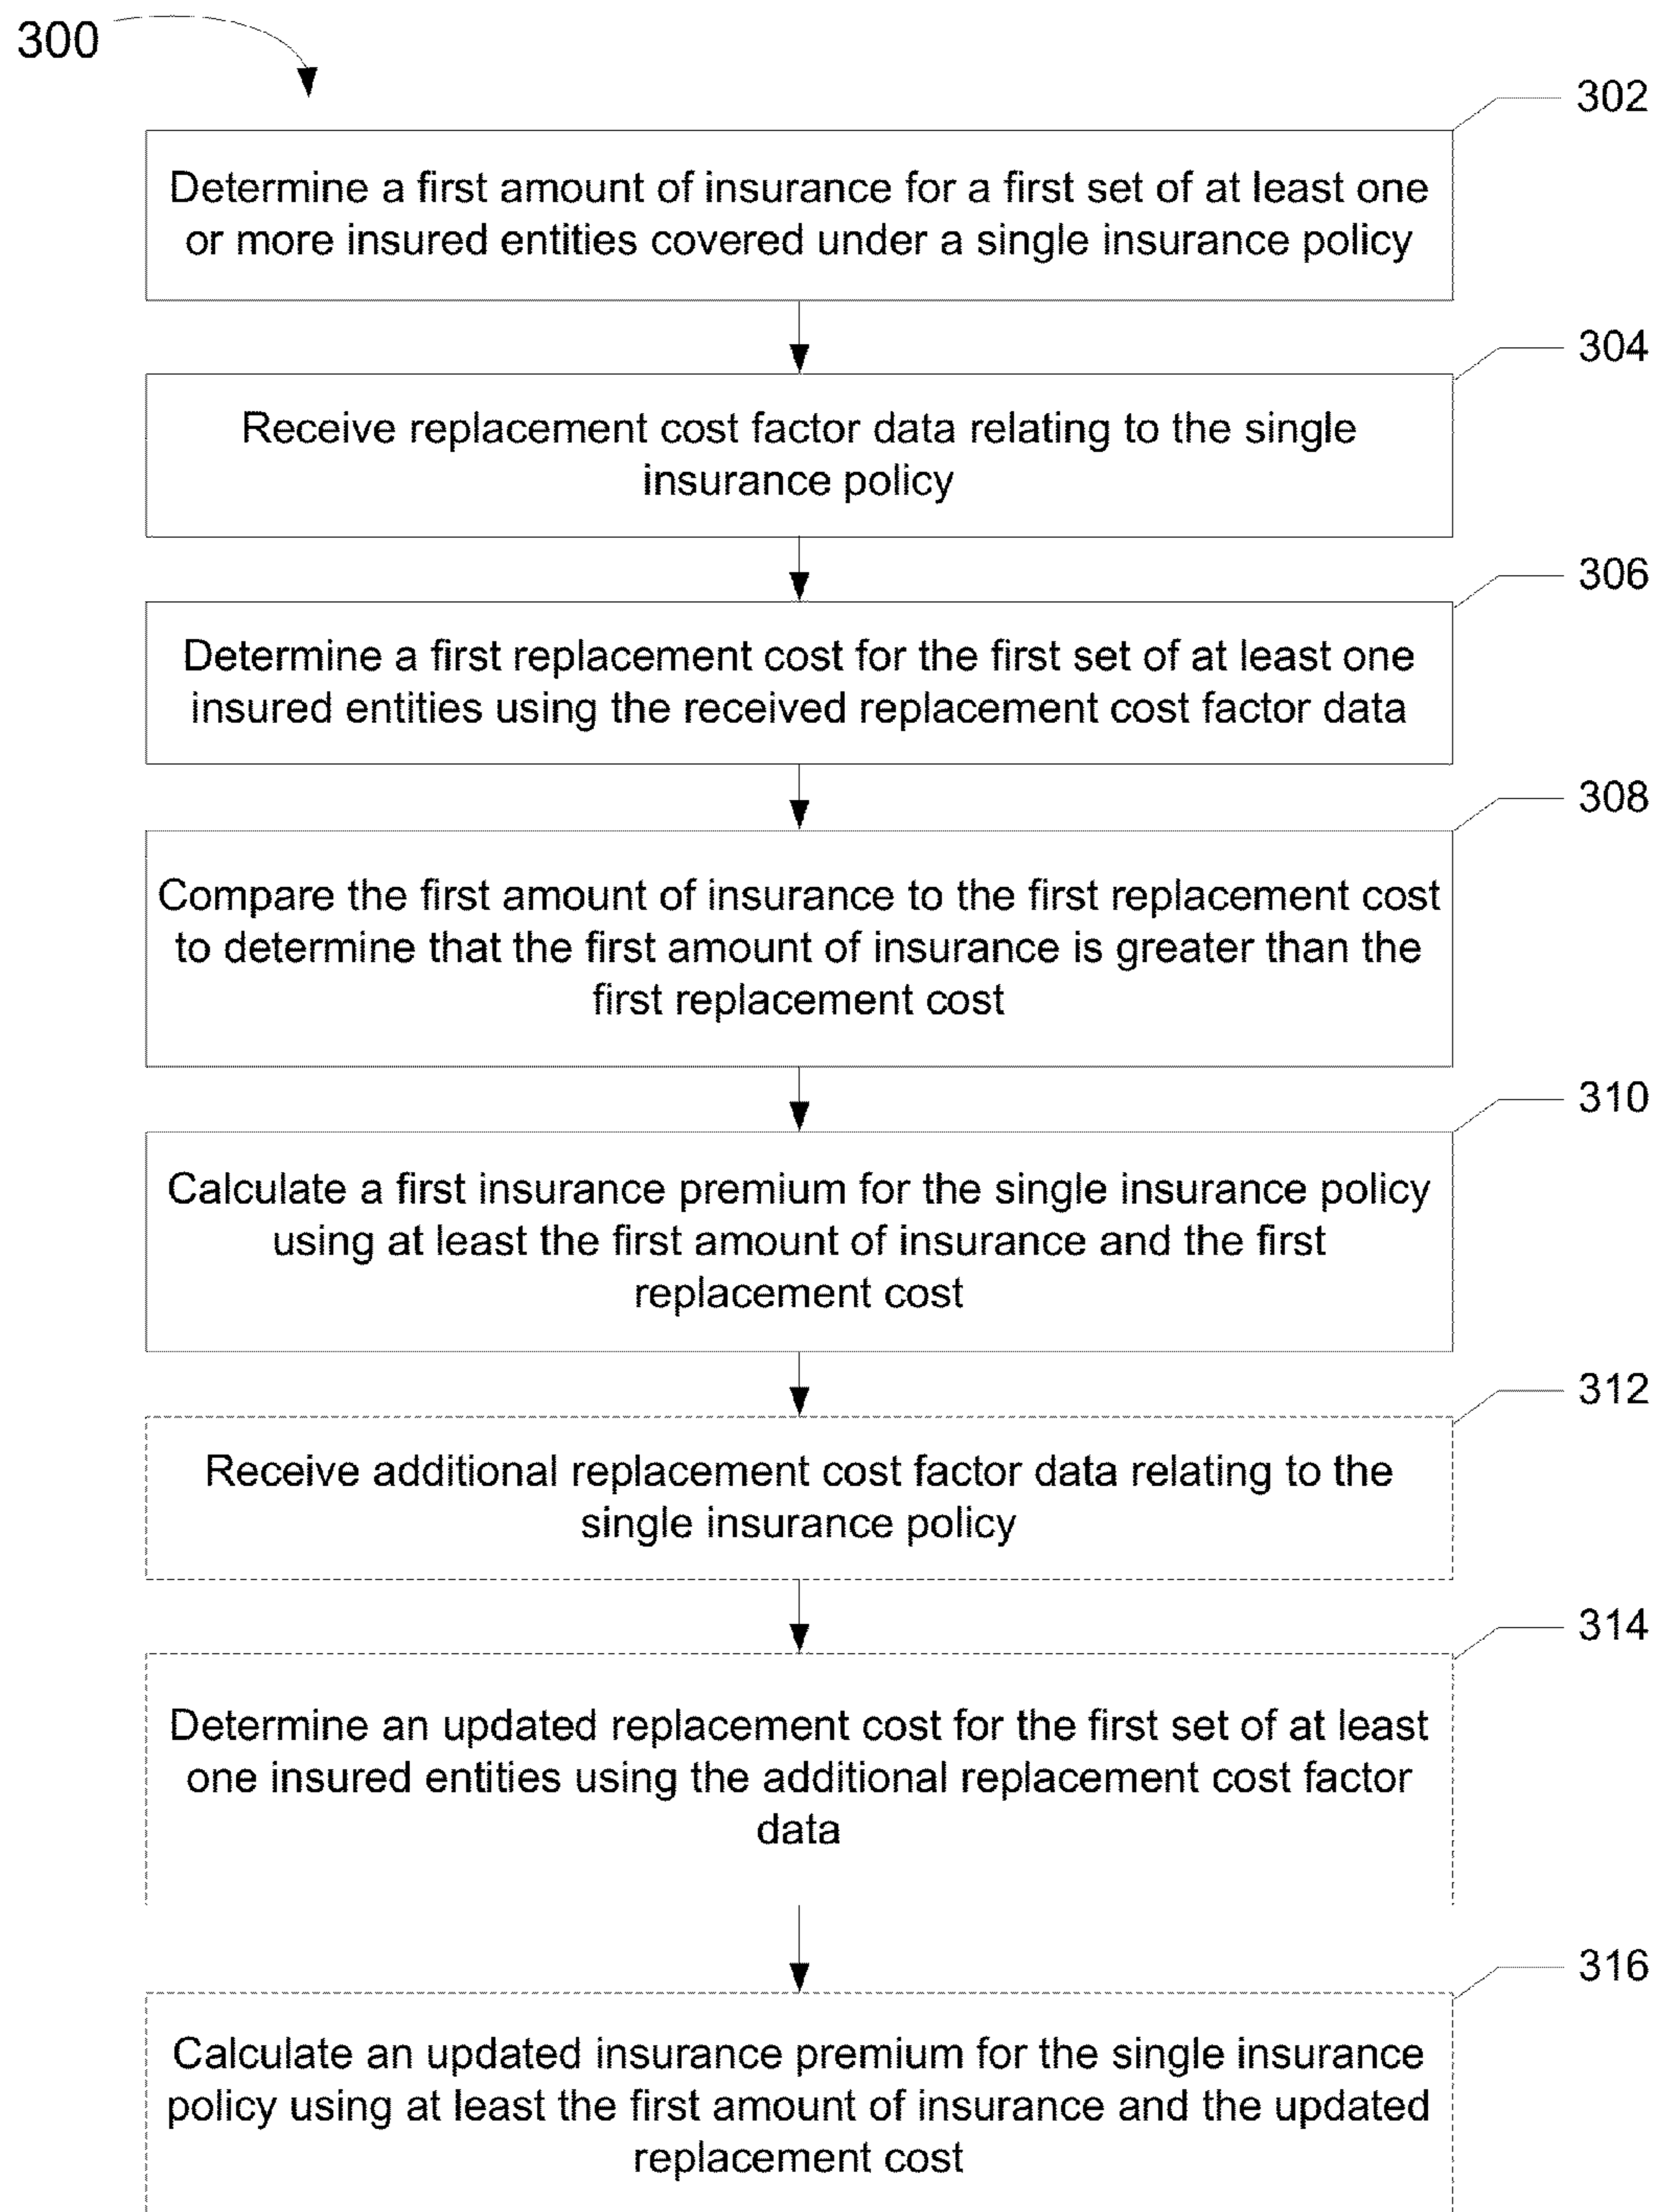 300
302
Determine a first amount of insurance for a first set of at least one
or more insured entities covered under a single insurance policy
304
Receive replacement cost factor data relating to the single
insurance policy
306
Determine a first replacement cost for the first set of at least one
insured entities using the received replacement cost factor data
308
Compare the first amount of insurance to the first replacement cost
to determine that the first amount of insurance is greater than the
first replacement cost
310
Calculate a first insurance premium for the single insurance policy
using at least the first amount of insurance and the first
replacement cost
312
Receive additional replacement cost factor data relating to the
single insurance policy
314
Determine an updated replacement cost for the first set of at least
one insured entities using the additional replacement cost factor
data
316
Calculate an updated insurance premium for the single insurance
policy using at least the first amount of insurance and the updated
replacement cost